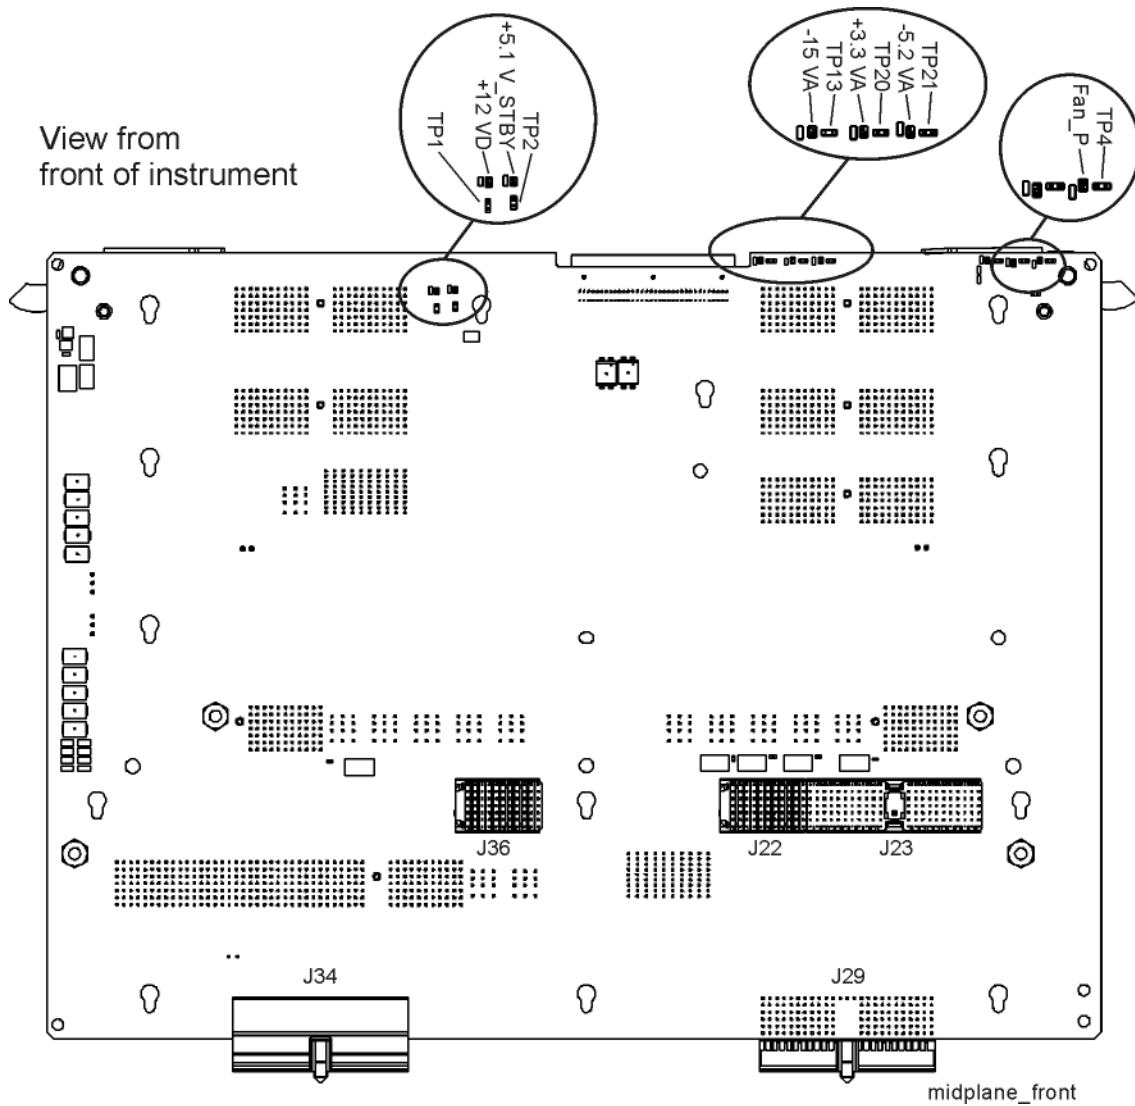 +5.1 V_STBY
+12 VD
TP2
TP1
TP21
-5.2 VA
TP20
+3.3 VA
TP13
-15 VA
TP4
Fan_P
View from
front of instrument
J36
J22
J23
J34
J29
midplane_front